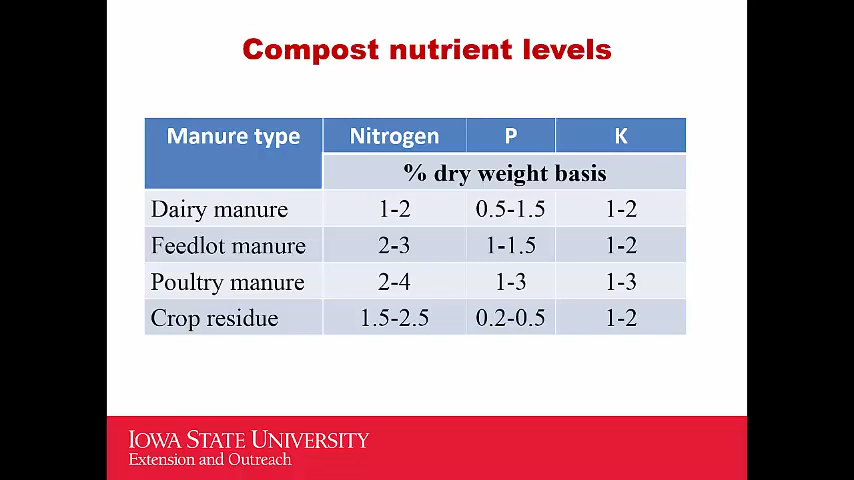 Compost nutrient levels
Manure type Nitrogen P K
% dry weight basis
Dairy manure 1-2 0.5-1.5 1-2
Feedlot manure 2-3 1-1.5 1-2
Poultry manure 2-4 1-3 1-3
Crop residue 1.5-2.5 0.2-0.5 1-2
IOWA STATE UNIVERSITY
Extension and Outreach